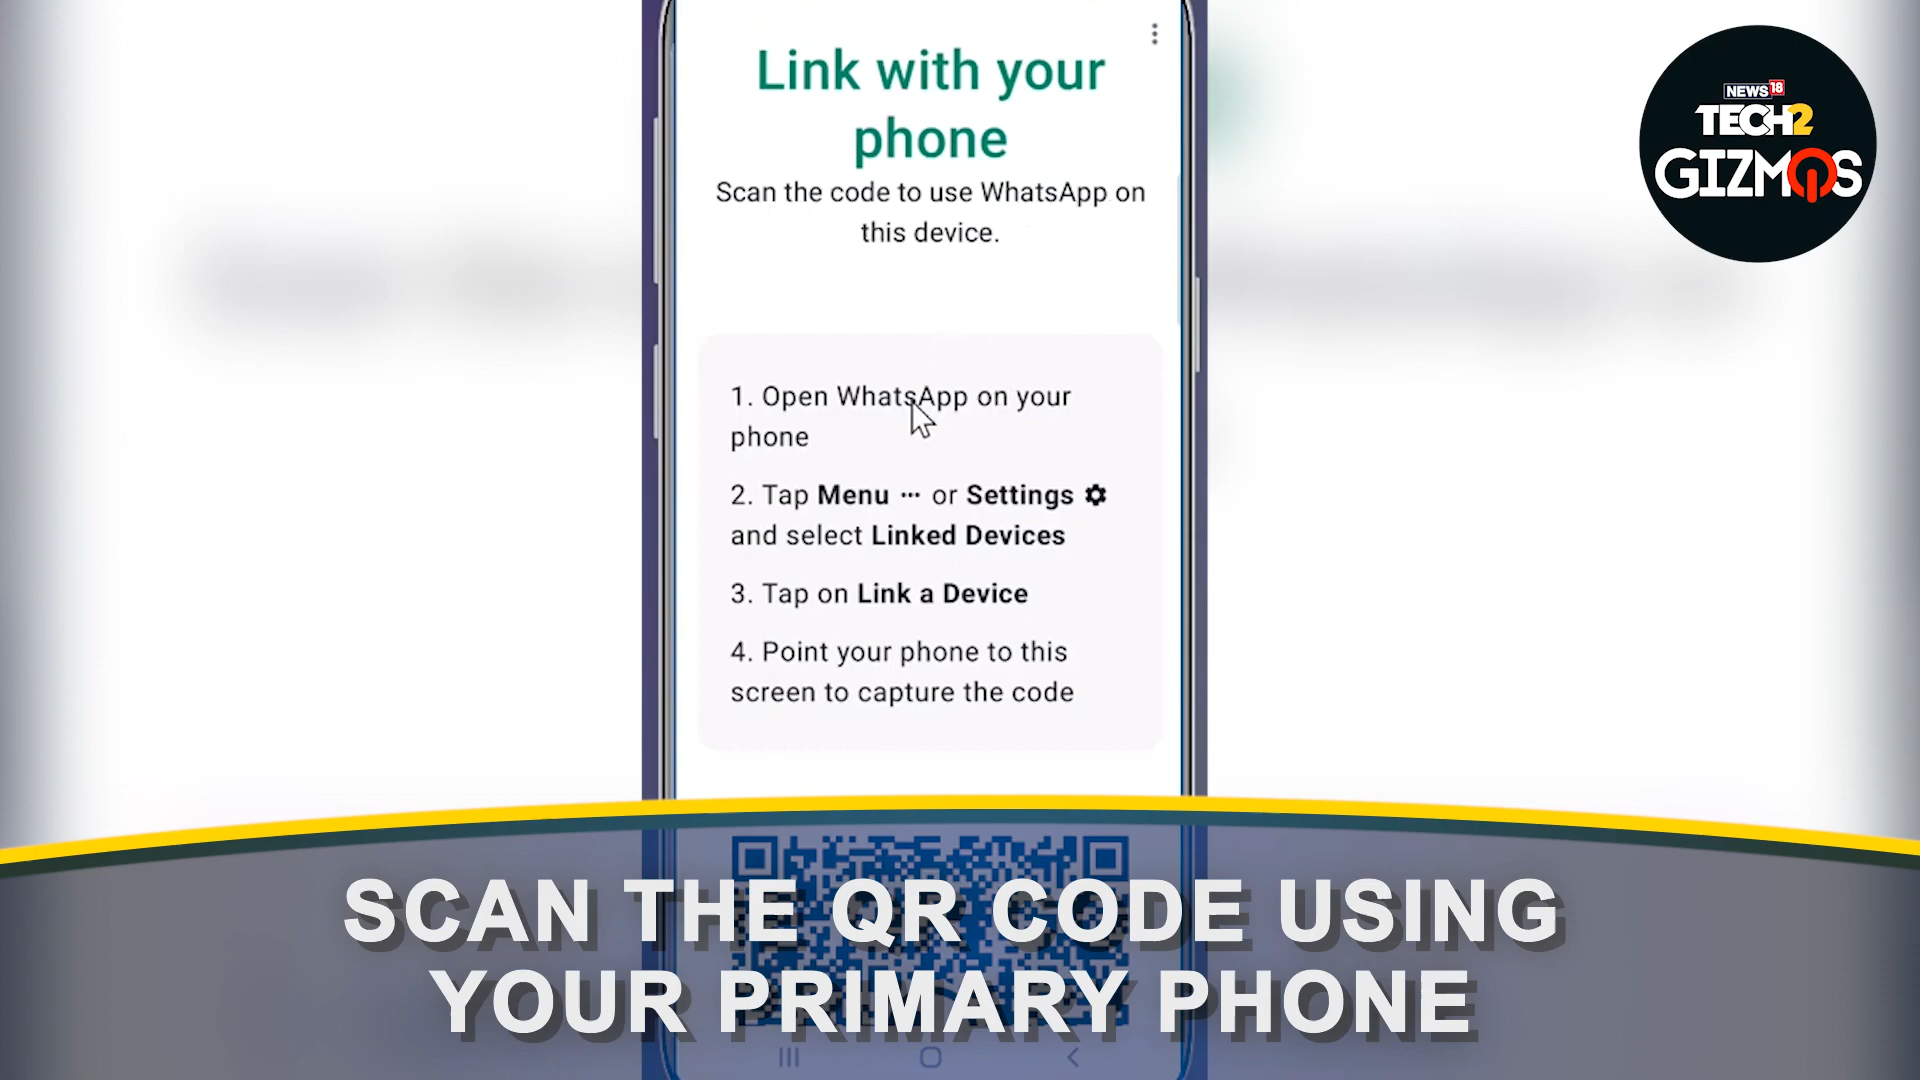 Link with your
phone
Scan the code to use WhatsApp on
this device.
1. Open WhatsApp on your
phone
2. Tap Menu ··· or Settings
and select Linked Devices
3. Tap on Link a Device
4. Point your phone to this
screen to capture the code
SCAN THE QR CODE USING
YOUR PRIMARY PHONE
NEWS18
TECH2
GIZMOS